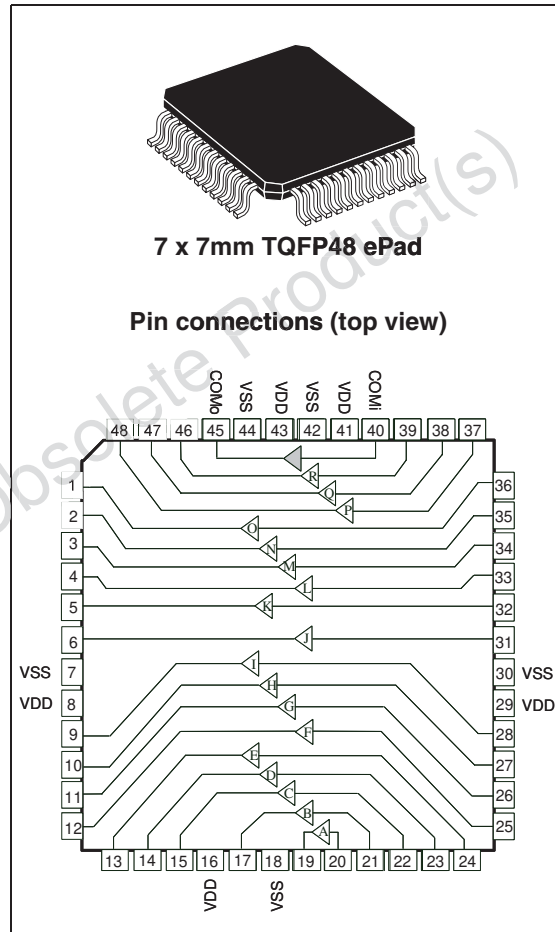 7 x 7mm TQFP48 ePad
Pin connections (top view)
COMo VSS VDD VSS VDD COMi
48 47 46 45 44 43 42 41 40 39 38 37
R
Q
P
1 36
O
2 35
N
3 34
M
4 33
L
5 K 32
6 J 31
VSS 7 I 30 VSS
VDD 8 H 29 VDD
9 G 28
10 F 27
11 E 26
12 D 25
C
B
A
13 14 15 16 17 18 19 20 21 22 23 24
VDD VSS
Obsolete Product(s)